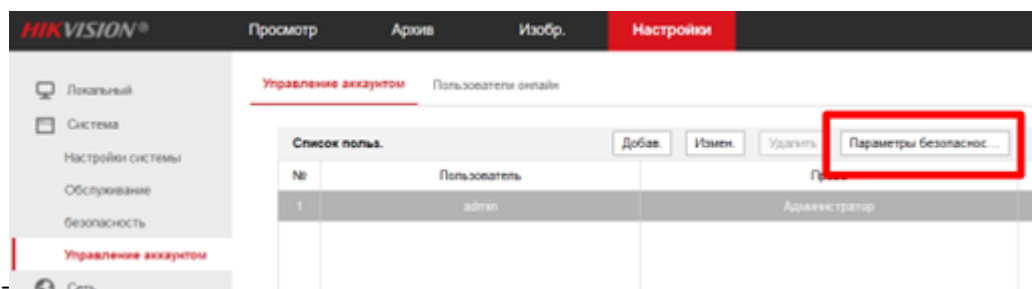 HIKVISION®
Просмотр Архив Изобр. Настройки
Локальный
Система
Настройки системы
Обслуживание
безопасность
Управление аккаунтом
Сеть
Управление аккаунтом Пользователи онлайн
Список польз. Добав. Измен. Удалить Параметры безопаснос...
№ Пользователь
1 admin Администратор